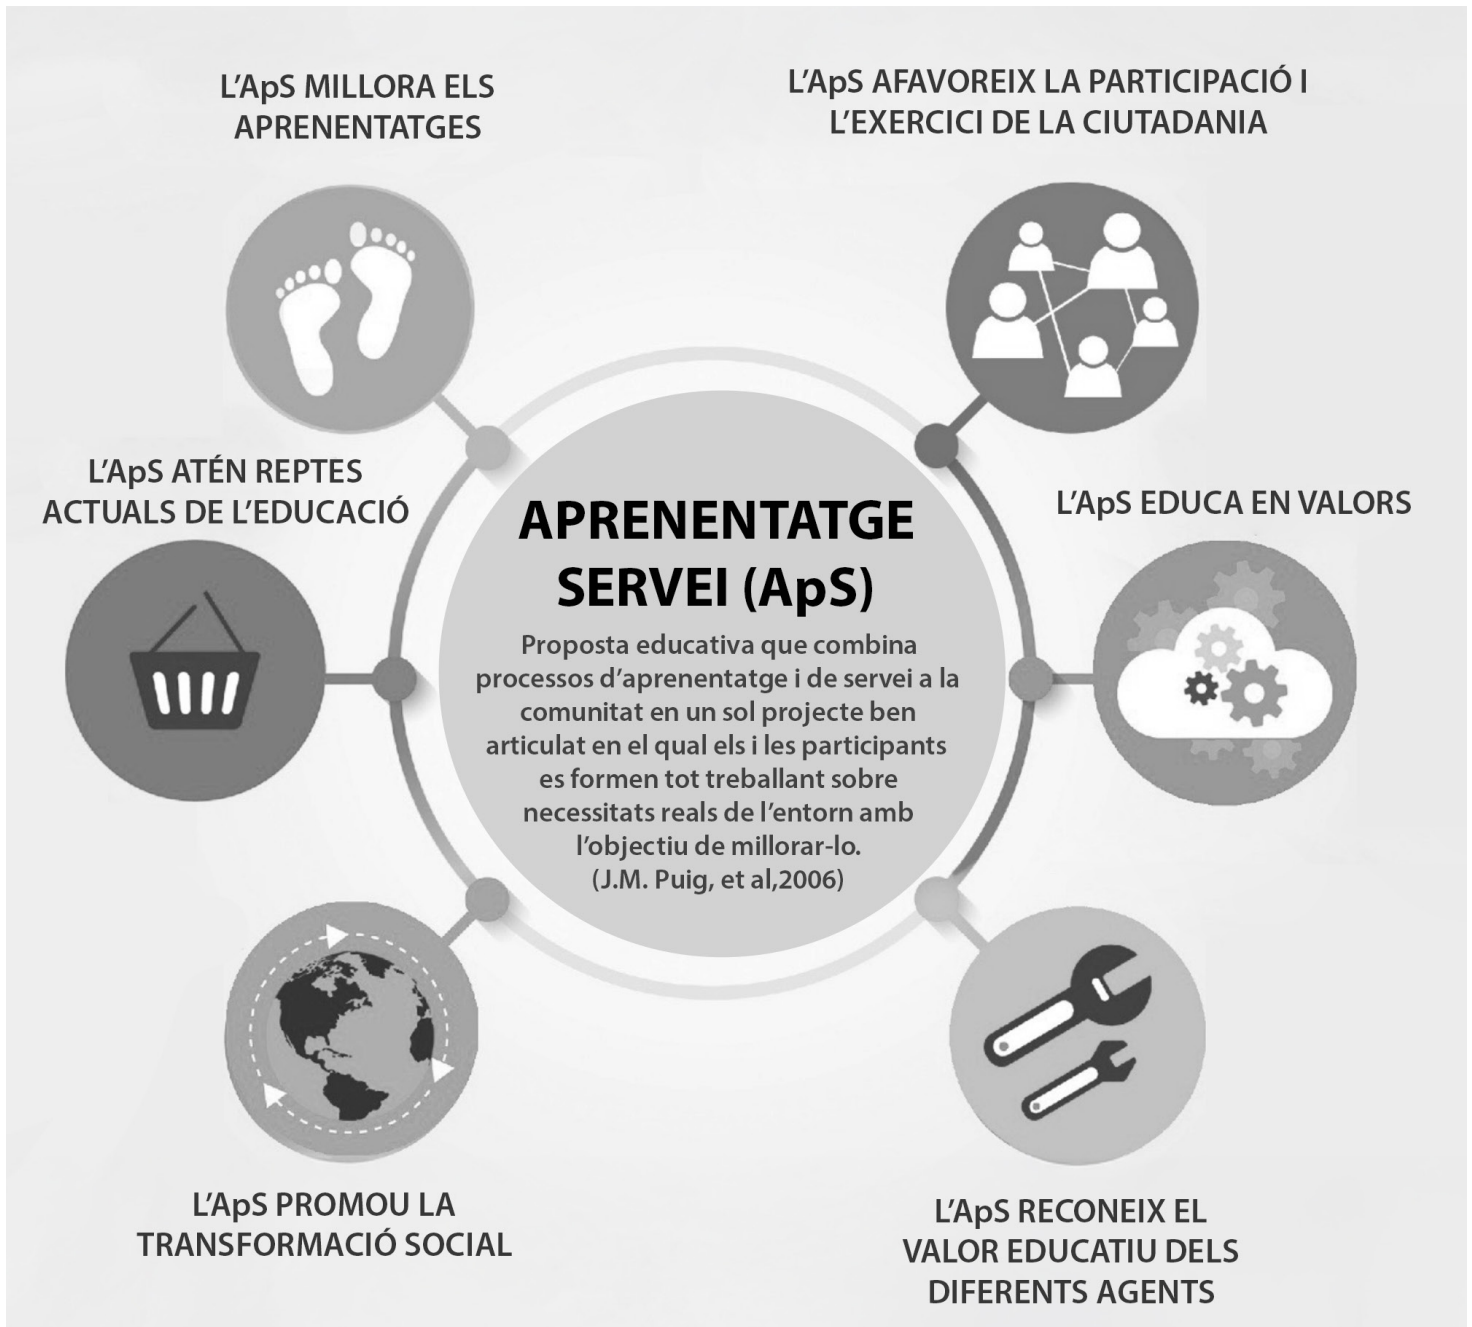 L’ApS MILLORA ELS
APRENENTATGES
L’ApS AFAVOREIX LA PARTICIPACIÓ I
L’EXERCICI DE LA CIUTADANIA
L’ApS ATÉN REPTES
ACTUALS DE L’EDUCACIÓ
L’ApS EDUCA EN VALORS
APRENENTATGE
SERVEI (ApS)
Proposta educativa que combina
processos d’aprenentatge i de servei a la
comunitat en un sol projecte ben
articulat en el qual els i les participants
es formen tot treballant sobre
necessitats reals de l’entorn amb
l’objectiu de millorar-lo.
(J.M. Puig, et al,2006)
L’ApS PROMOU LA
TRANSFORMACIÓ SOCIAL
L’ApS RECONEIX EL
VALOR EDUCATIU DELS
DIFERENTS AGENTS